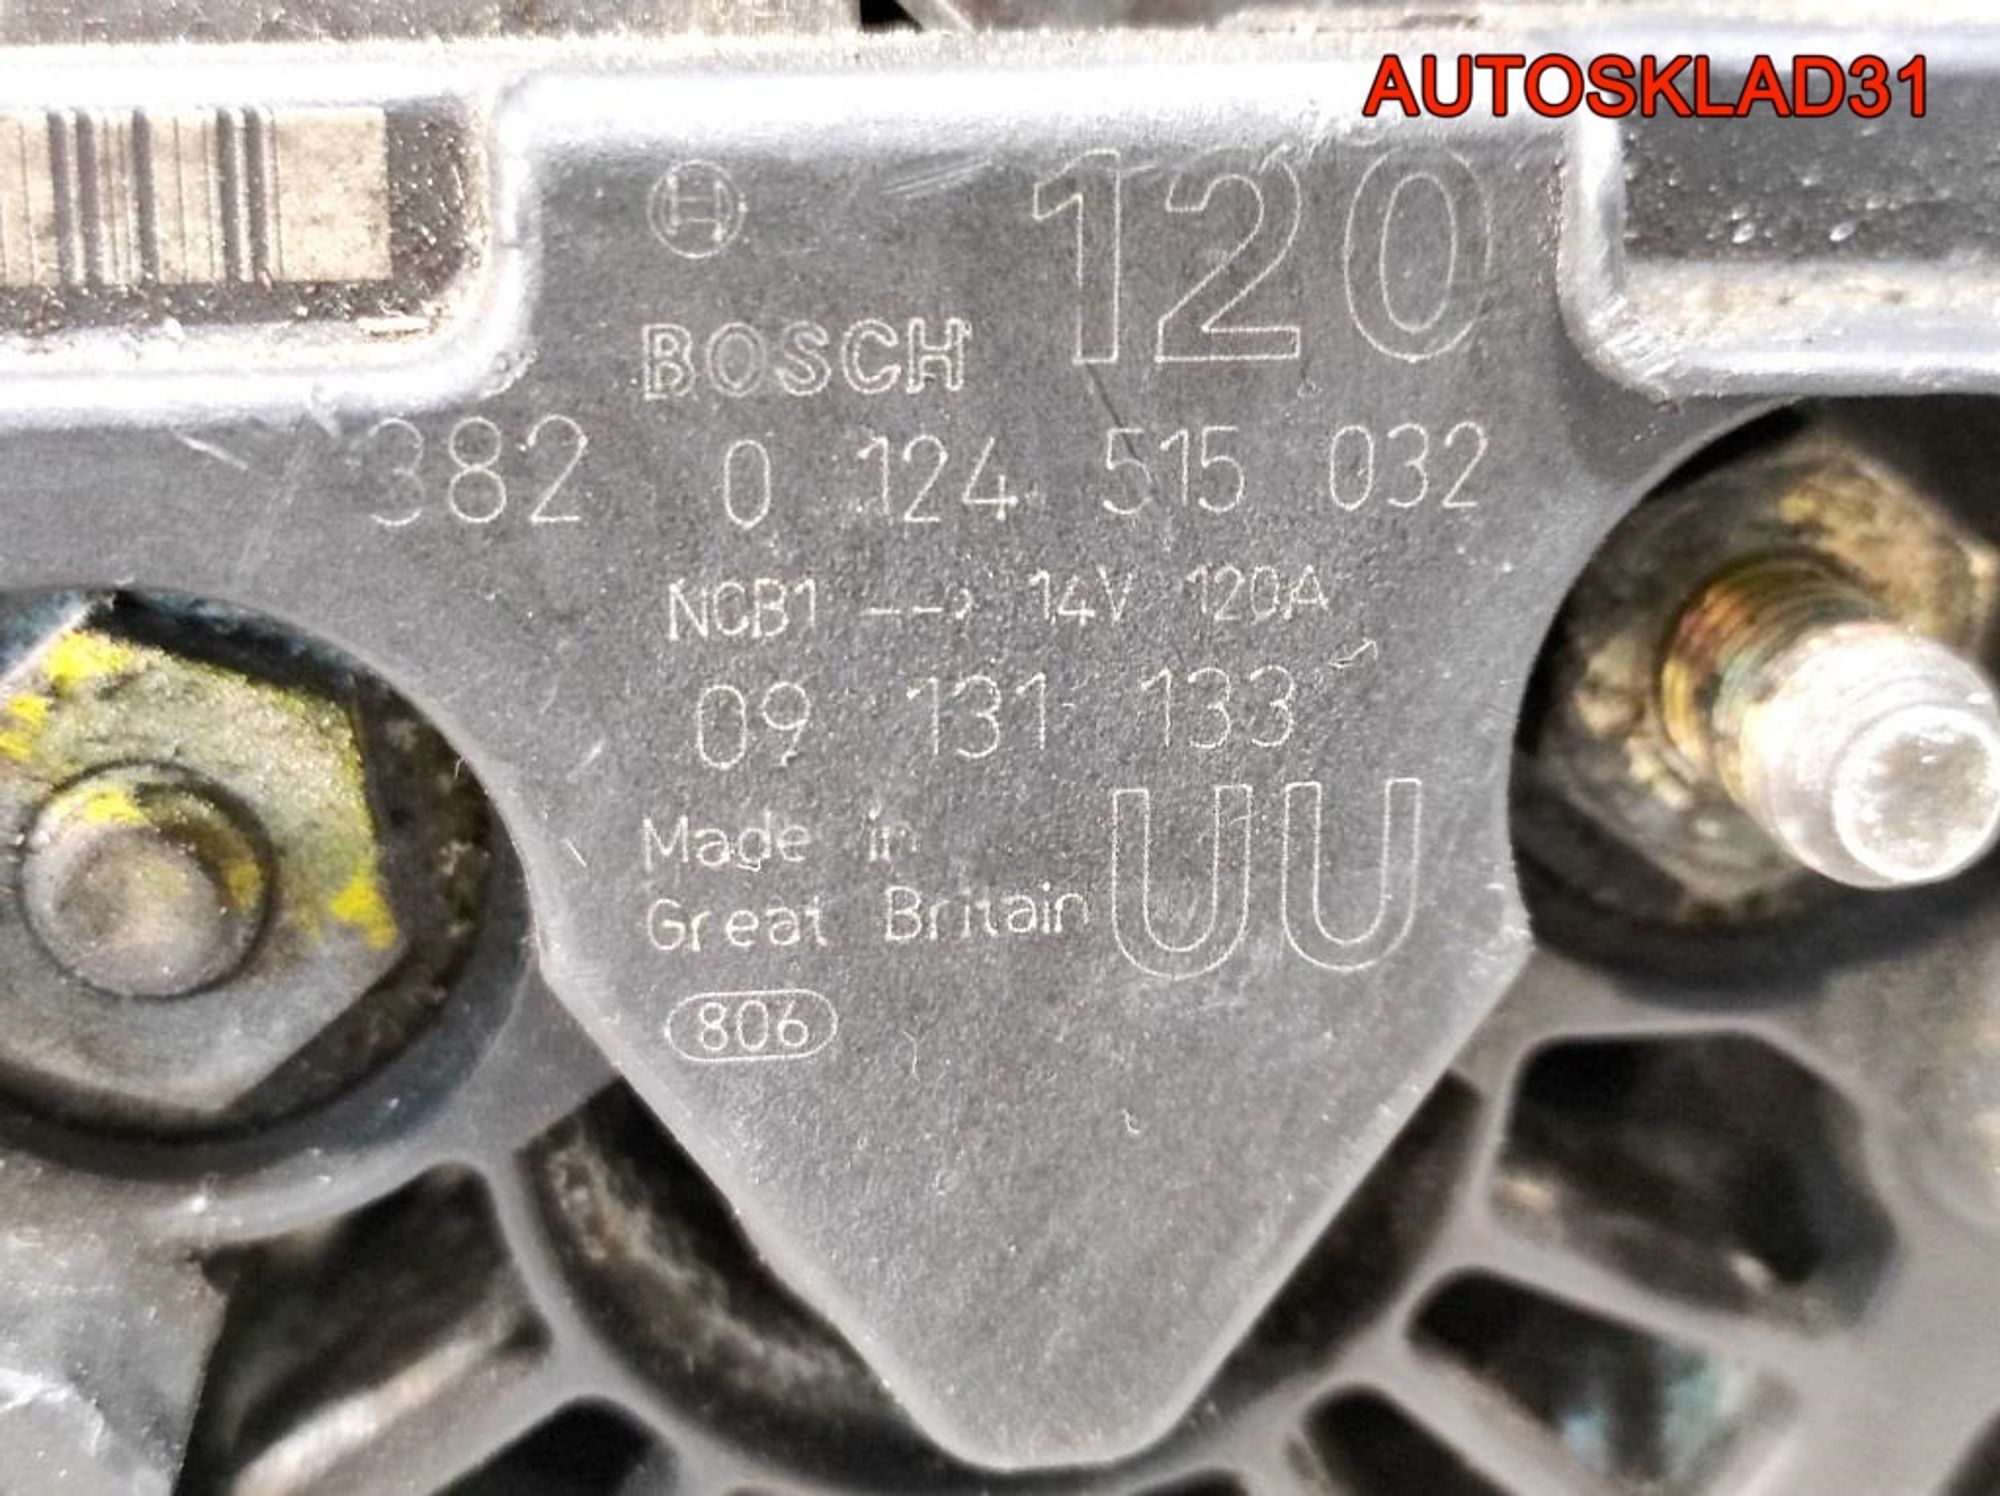 AUTOSKLAD31
120
BOSCH
382 0 124 515 032
NCB1 --> 14V 120A
09 131 133
Made in
Great Britain UU
806